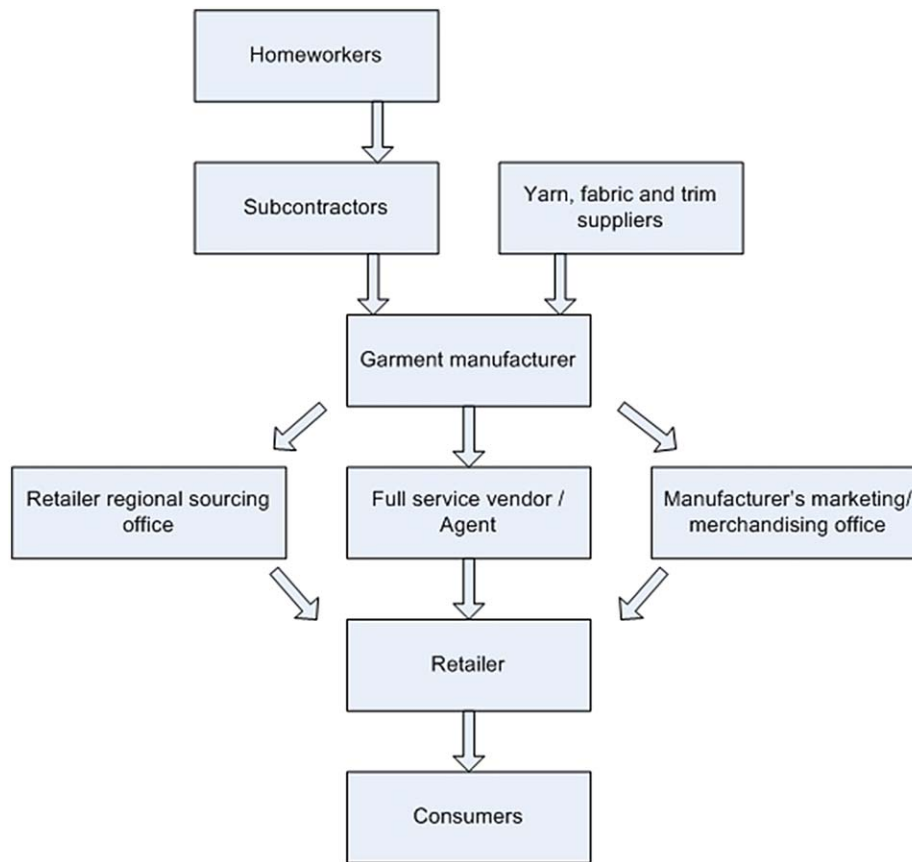 Homeworkers
Subcontractors
Yarn, fabric and trim
suppliers
Garment manufacturer
Retailer regional sourcing
office
Full service vendor /
Agent
Manufacturer's marketing/
merchandising office
Retailer
Consumers